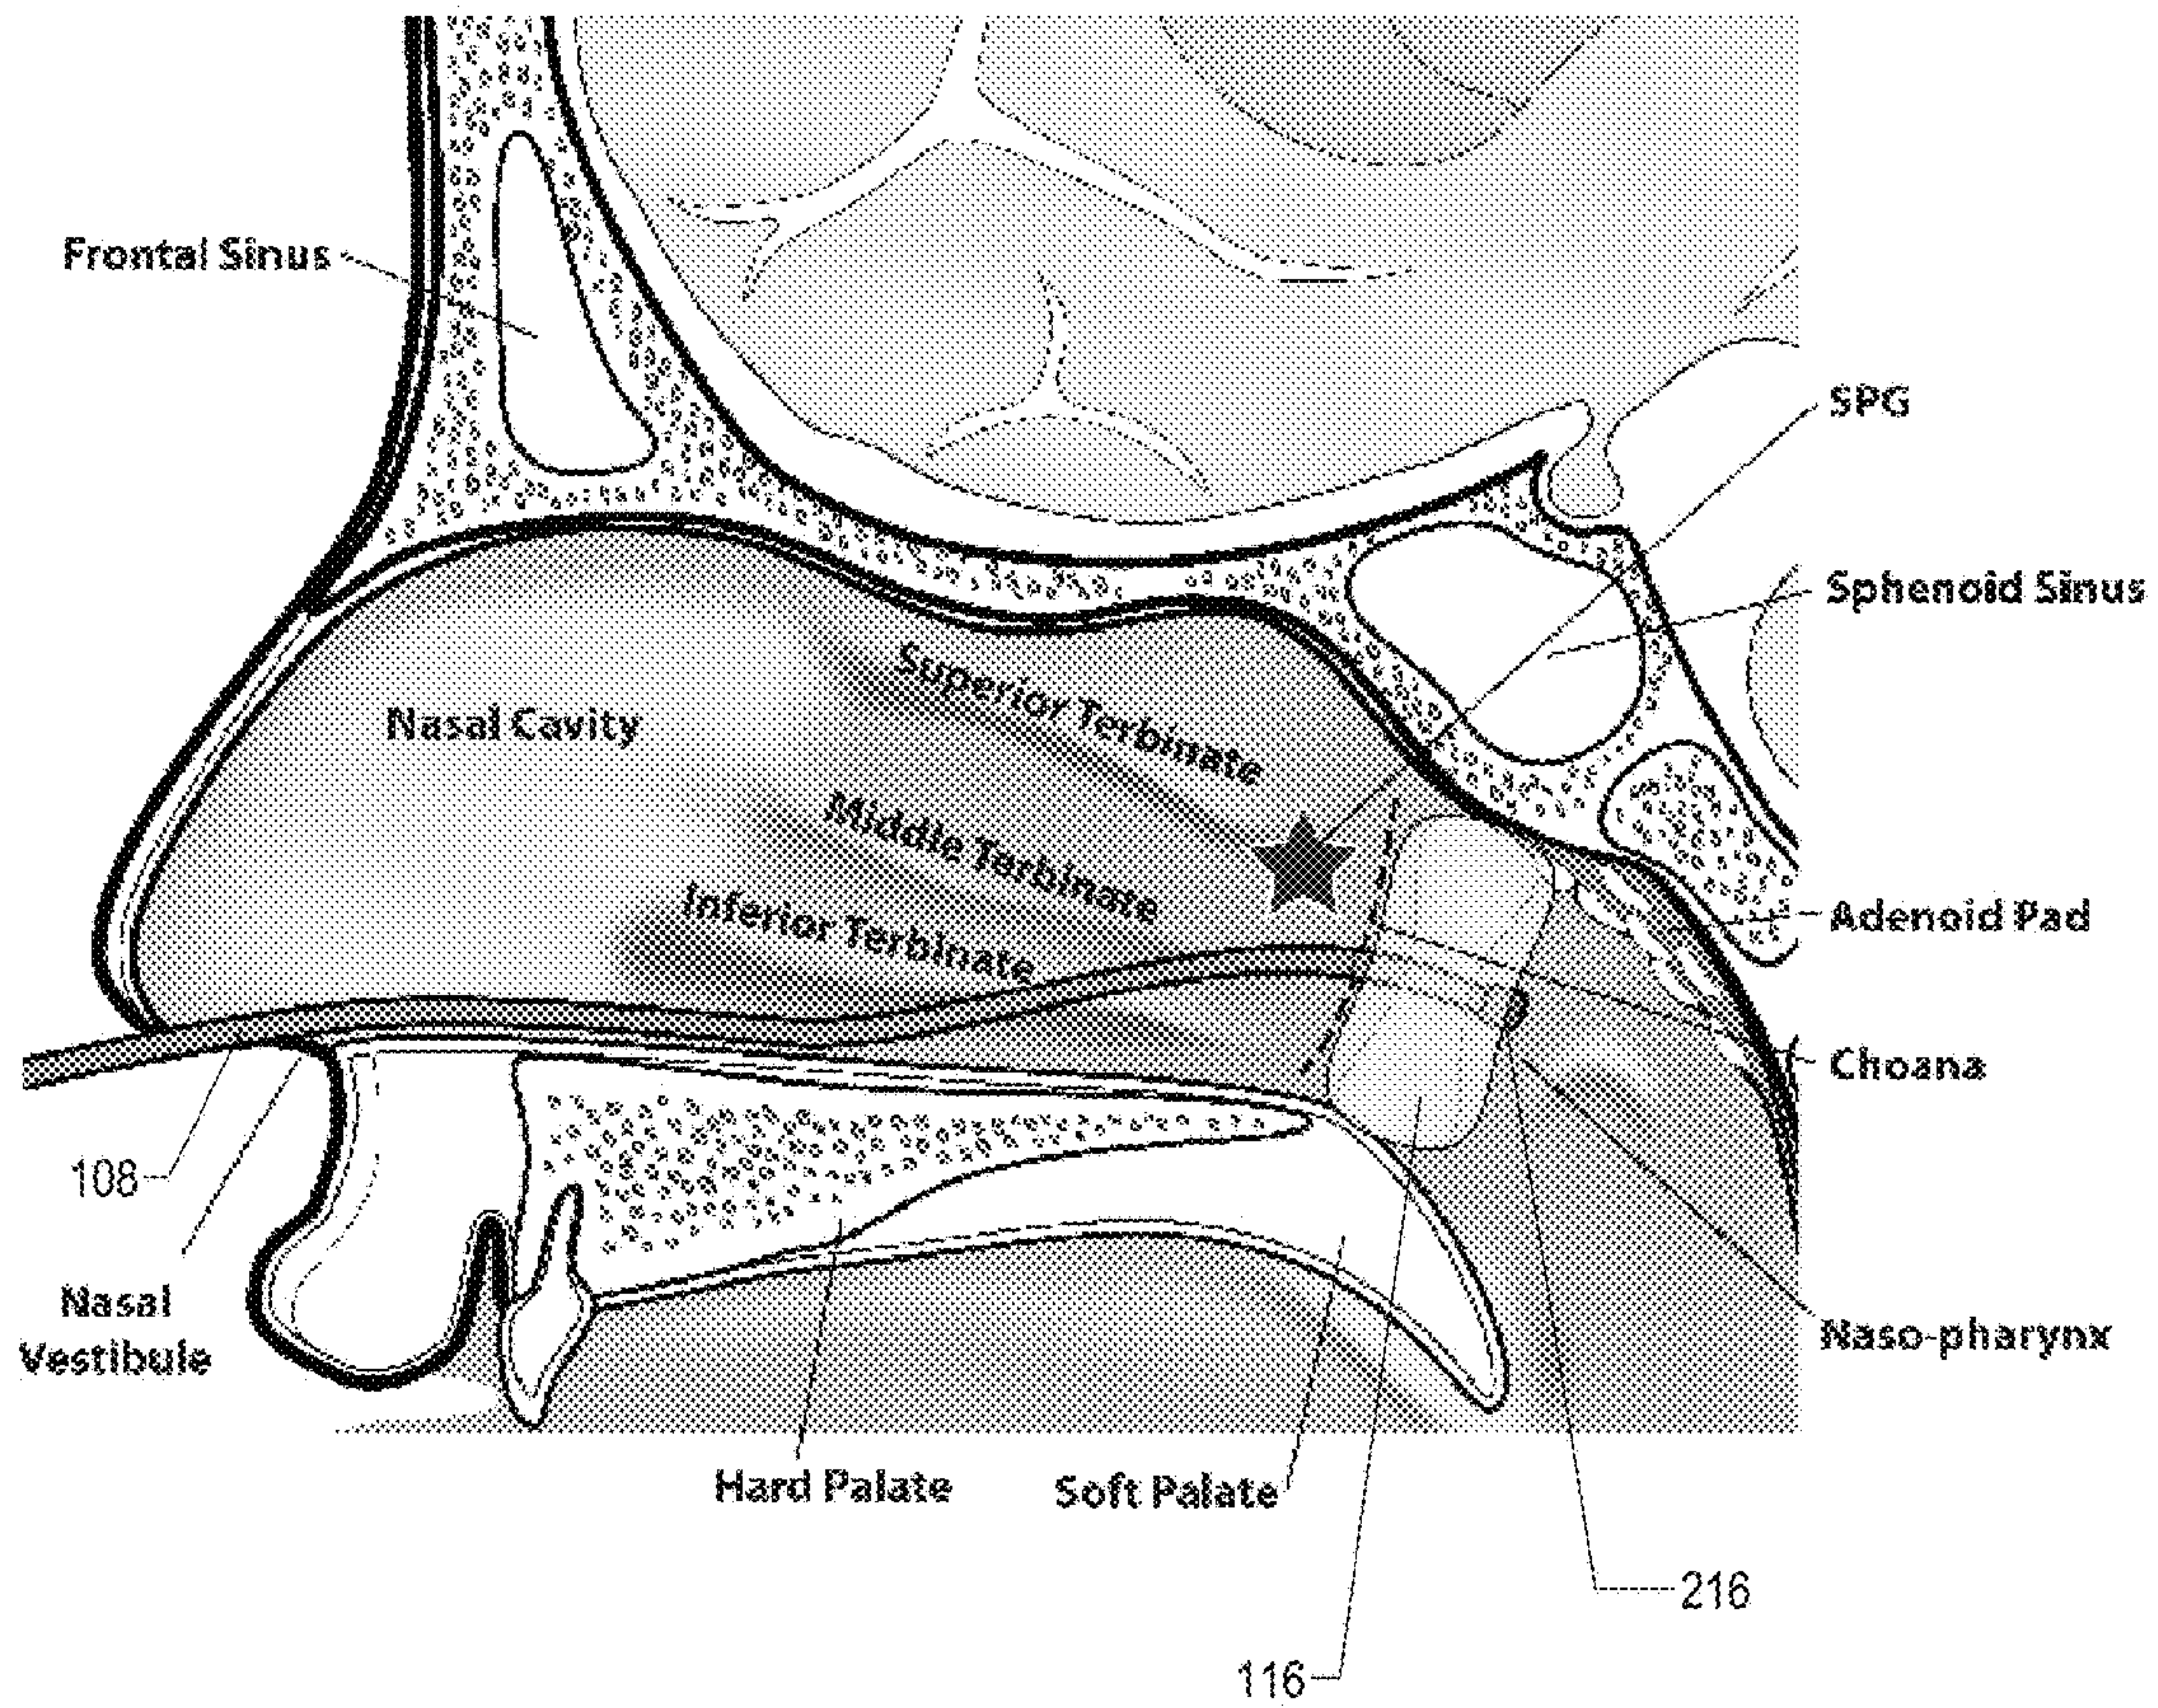 Frontal Sinus
SPG
Sphenoid Sinus
Superior Terbinate
Nasal Cavity
Middle Terbinate
Inferior Terbinate
Adenoid Pad
Choana
108
Nasal
Vestibule
Naso-pharynx
Hard Palate
Soft Palate
216
116